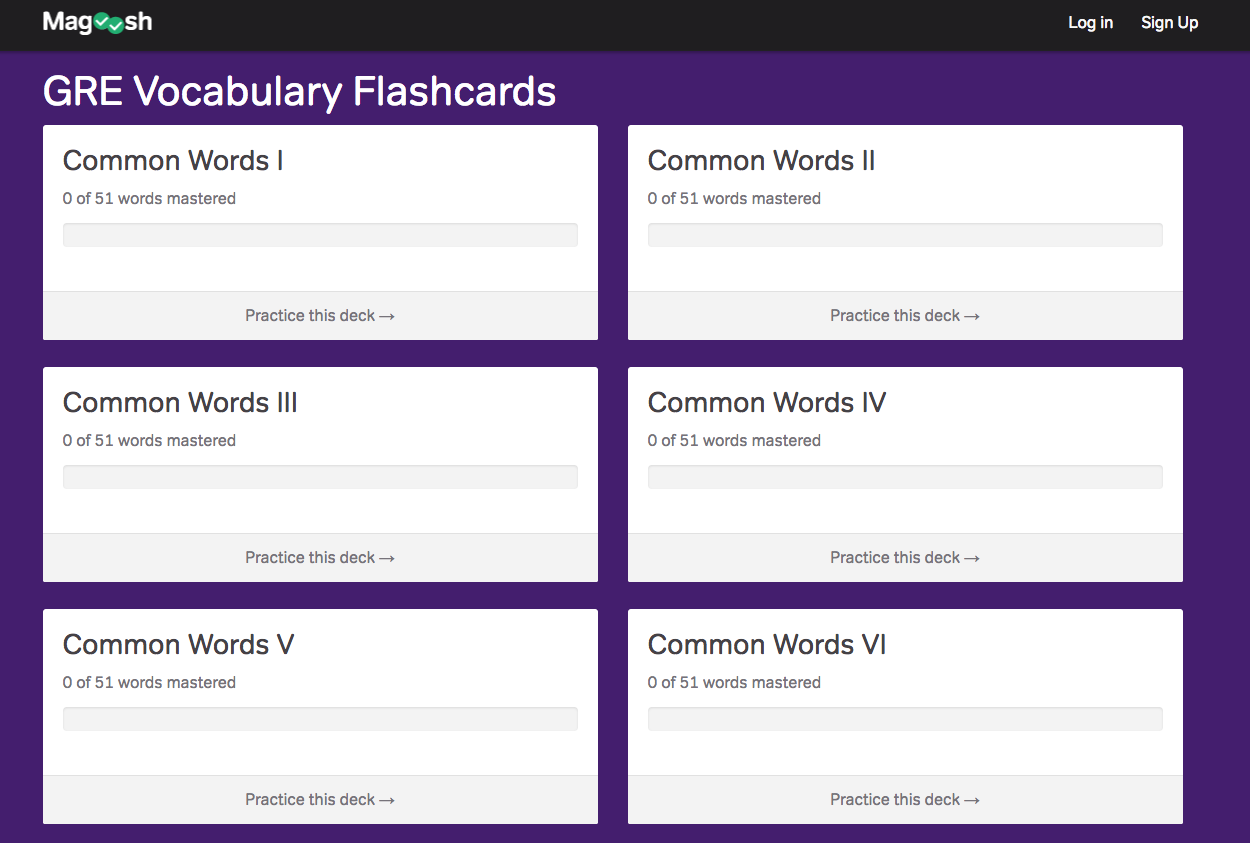 Magoosh
Log in
Sign Up
GRE Vocabulary Flashcards
Common Words I
0 of 51 words mastered
Practice this deck →
Common Words II
0 of 51 words mastered
Practice this deck →
Common Words III
0 of 51 words mastered
Practice this deck →
Common Words IV
0 of 51 words mastered
Practice this deck →
Common Words V
0 of 51 words mastered
Practice this deck →
Common Words VI
0 of 51 words mastered
Practice this deck →